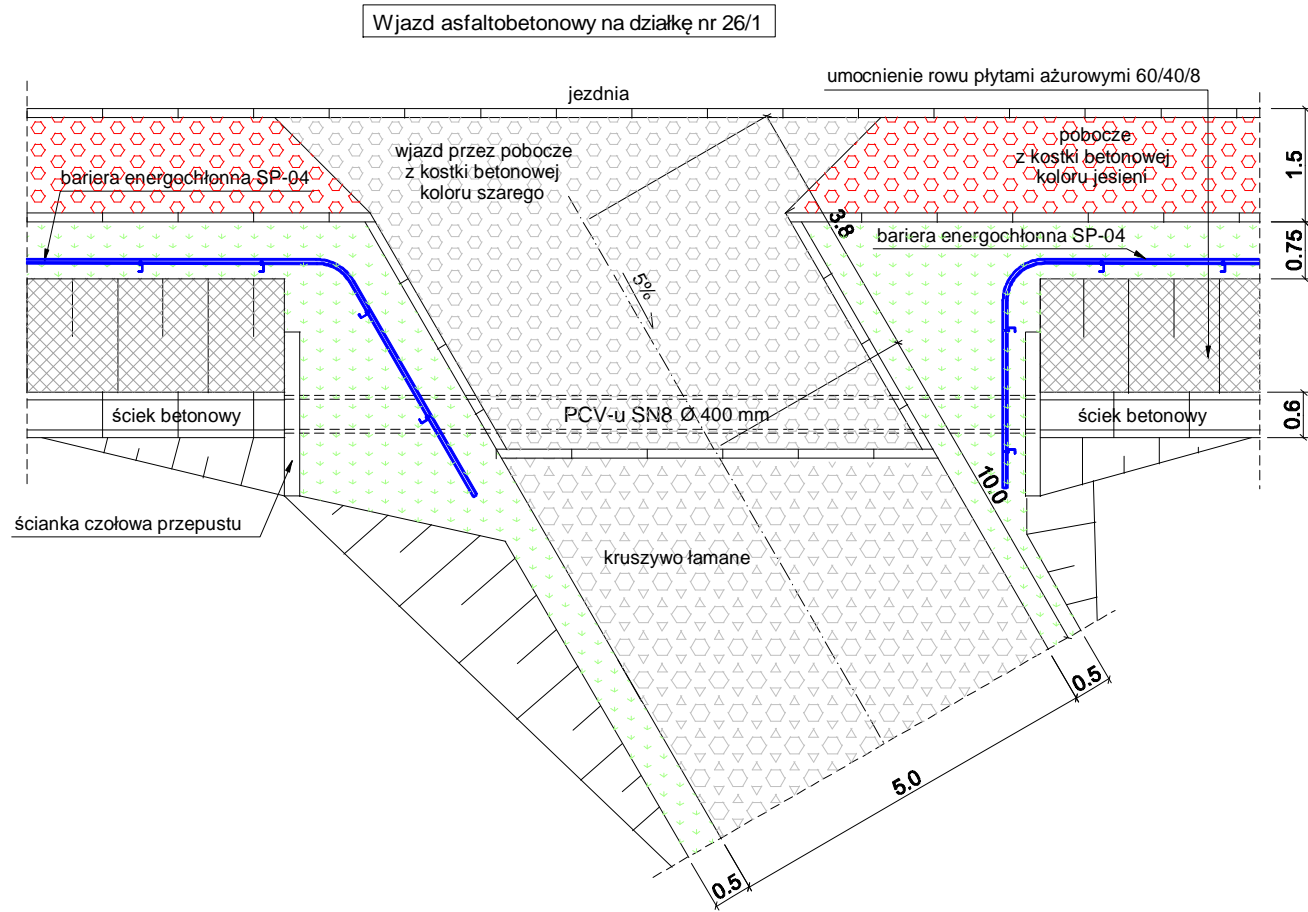 Wjazd asfaltobetonowy na działkę nr 26/1
umocnienie rowu płytami ażurowymi 60/40/8
jezdnia
wjazd przez pobocze
z kostki betonowej
koloru szarego
pobocze
z kostki betonowej
koloru jesieni
1.5
bariera energochłonna SP-04
3.8
bariera energochłonna SP-04
0.75
5%
ściek betonowy
PCV-u SN8 Ø 400 mm
ściek betonowy
0.6
10.0
ścianka czołowa przepustu
kruszywo łamane
0.5
5.0
0.5